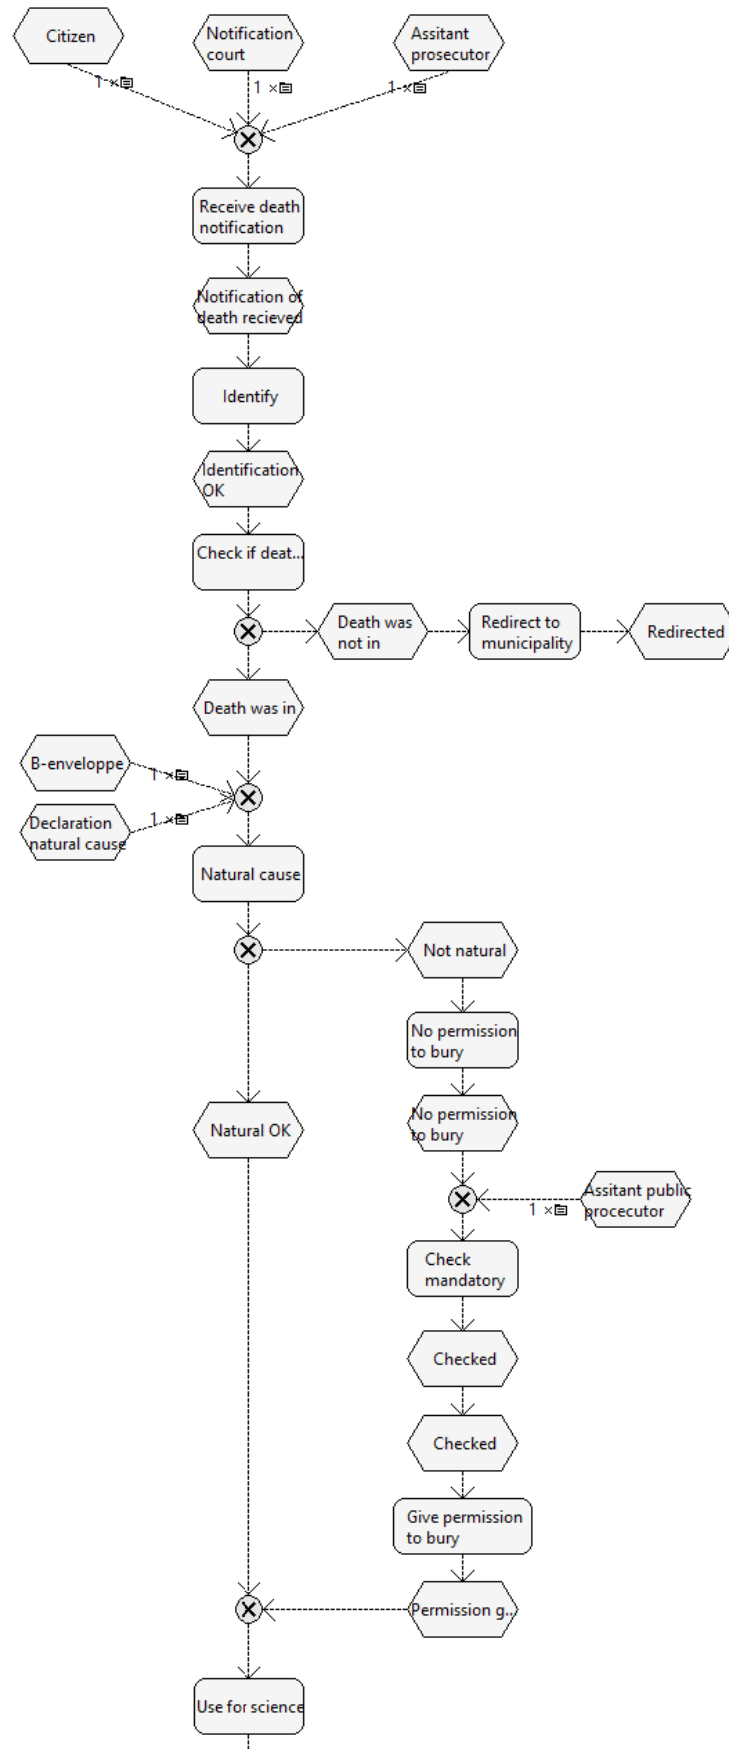 Citizen
Notification
court
Assitant
prosecutor
1 ×
1 ×
1 ×
Receive death
notification
Notification of
death recieved
Identify
Identification
OK
Check if deat...
Death was
not in
Redirect to
municipality
Redirected
Death was in
B-enveloppe
1 ×
Declaration
natural cause
1 ×
Natural cause
Not natural
No permission
to bury
Natural OK
No permission
to bury
Assitant public
procecutor
1 ×
Check
mandatory
Checked
Checked
Give permission
to bury
Permission g...
Use for science